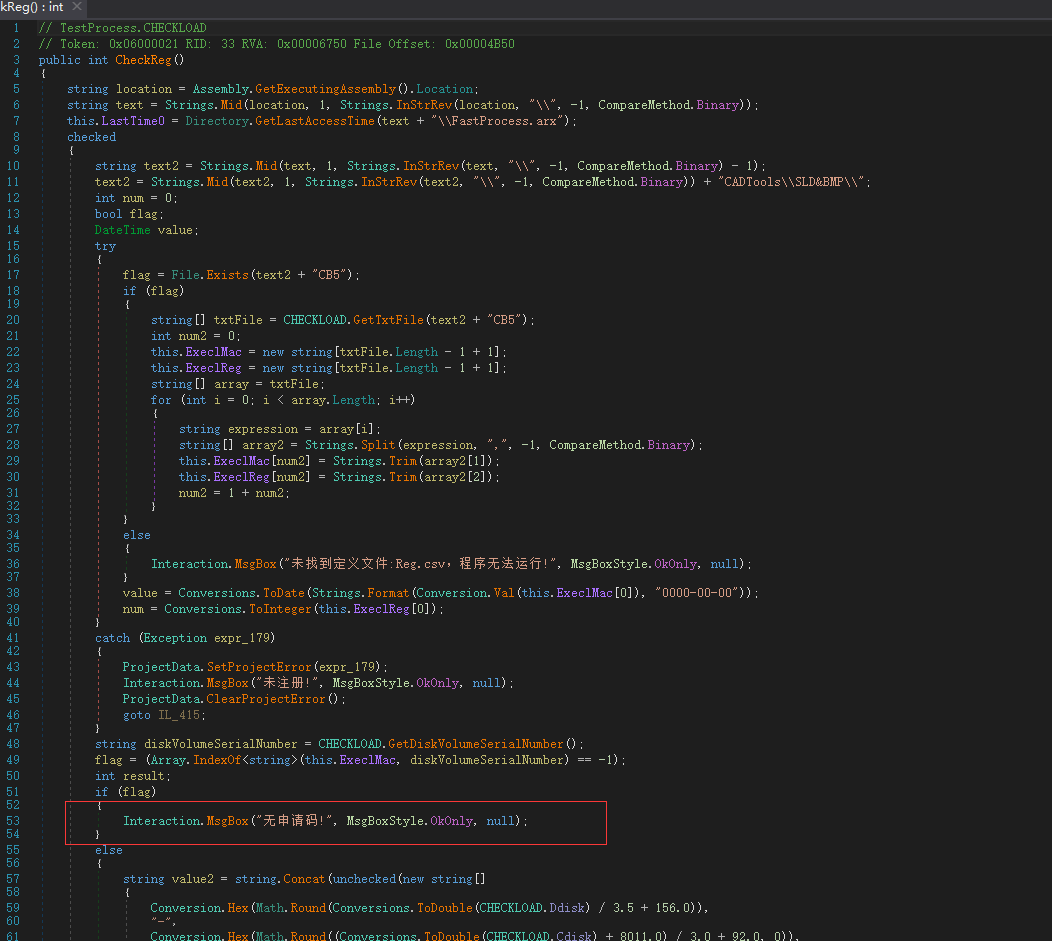 kReg() : int ×
1 // TestProcess.CHECKLOAD
2 // Token: 0x06000021 RID: 33 RVA: 0x00006750 File Offset: 0x00004B50
3 public int CheckReg()
4 {
5 string location = Assembly.GetExecutingAssembly().Location;
6 string text = Strings.Mid(location, 1, Strings.InStrRev(location, "\\", -1, CompareMethod.Binary));
7 this.LastTime0 = Directory.GetLastAccessTime(text + "\\FastProcess.arx");
8 checked
9 {
10 string text2 = Strings.Mid(text, 1, Strings.InStrRev(text, "\\", -1, CompareMethod.Binary) - 1);
11 text2 = Strings.Mid(text2, 1, Strings.InStrRev(text2, "\\", -1, CompareMethod.Binary)) + "CADTools\\SLD&BMP\\";
12 int num = 0;
13 bool flag;
14 DateTime value;
15 try
16 {
17 flag = File.Exists(text2 + "CB5");
18 if (flag)
19 {
20 string[] txtFile = CHECKLOAD.GetTxtFile(text2 + "CB5");
21 int num2 = 0;
22 this.ExeclMac = new string[txtFile.Length - 1 + 1];
23 this.ExeclReg = new string[txtFile.Length - 1 + 1];
24 string[] array = txtFile;
25 for (int i = 0; i < array.Length; i++)
26 {
27 string expression = array[i];
28 string[] array2 = Strings.Split(expression, ",", -1, CompareMethod.Binary);
29 this.ExeclMac[num2] = Strings.Trim(array2[1]);
30 this.ExeclReg[num2] = Strings.Trim(array2[2]);
31 num2 = 1 + num2;
32 }
33 }
34 else
35 {
36 Interaction.MsgBox("未找到定义文件:Reg.csv，程序无法运行!", MsgBoxStyle.OkOnly, null);
37 }
38 value = Conversions.ToDate(Strings.Format(Conversion.Val(this.ExeclMac[0]), "0000-00-00"));
39 num = Conversions.ToInteger(this.ExeclReg[0]);
40 }
41 catch (Exception expr_179)
42 {
43 ProjectData.SetProjectError(expr_179);
44 Interaction.MsgBox("未注册!", MsgBoxStyle.OkOnly, null);
45 ProjectData.ClearProjectError();
46 goto IL_415;
47 }
48 string diskVolumeSerialNumber = CHECKLOAD.GetDiskVolumeSerialNumber();
49 flag = (Array.IndexOf<string>(this.ExeclMac, diskVolumeSerialNumber) == -1);
50 int result;
51 if (flag)
52 {
53 Interaction.MsgBox("无申请码!", MsgBoxStyle.OkOnly, null);
54 }
55 else
56 {
57 string value2 = string.Concat(unchecked(new string[]
58 {
59 Conversion.Hex(Math.Round(Conversions.ToDouble(CHECKLOAD.Ddisk) / 3.5 + 156.0)),
60 "-",
61 Conversion.Hex(Math.Round((Conversions.ToDouble(CHECKLOAD.Cdisk) + 8011.0) / 3.0 + 92.0, 0)),